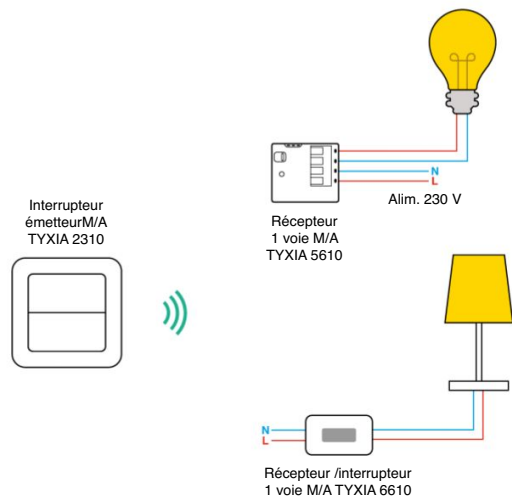 N
L
Alim. 230 V
Récepteur
1 voie M/A
TYXIA 5610
Interrupteur
émetteurM/A
TYXIA 2310
N
L
Récepteur /interrupteur
1 voie M/A TYXIA 6610